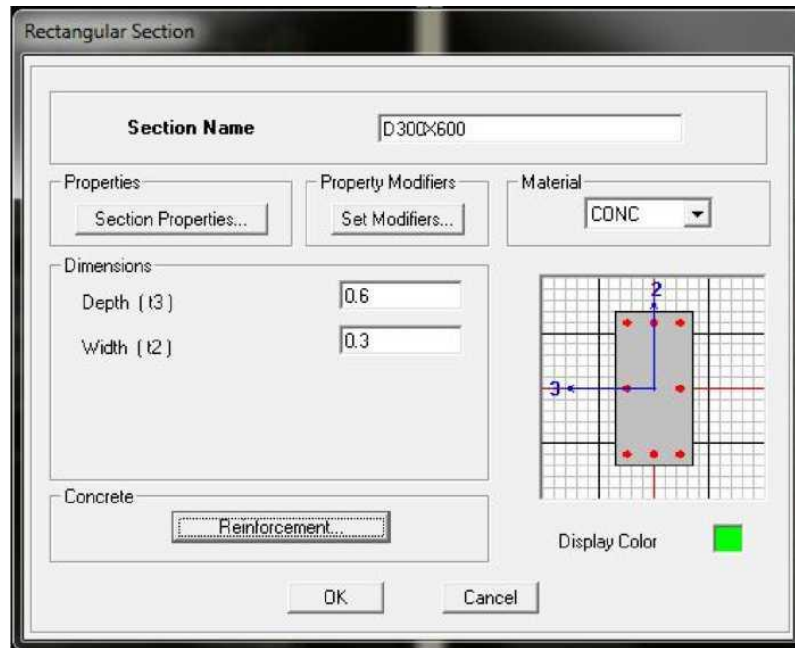 Rectangular Section
Section Name D300X600
Properties Property Modifiers Material
Section Properties... Set Modifiers... CONC
Dimensions
Depth ( t3 ) 0.6
Width ( t2 ) 0.3
2
3
Concrete
Reinforcement...
Display Color
OK Cancel